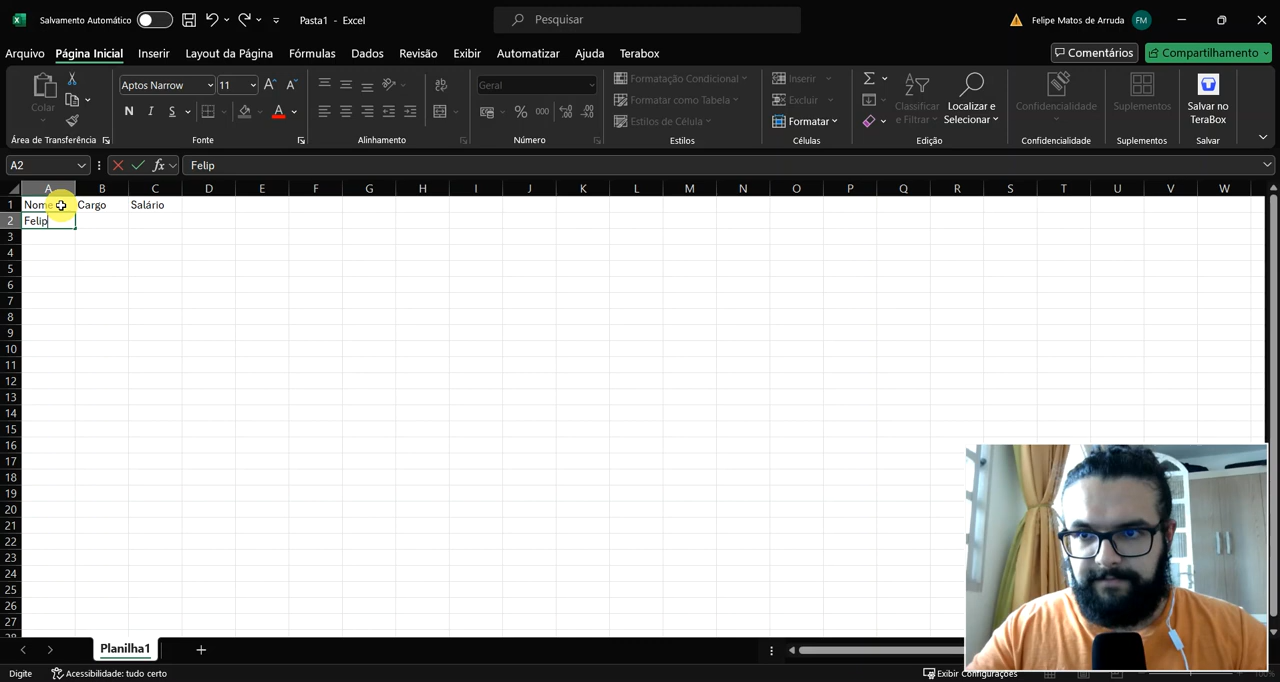 Salvamento Automático
Pasta1 - Excel
Pesquisar
Felipe Matos de Arruda
FM
Arquivo
Página Inicial
Inserir
Layout da Página
Fórmulas
Dados
Revisão
Exibir
Automatizar
Ajuda
Terabox
Comentários
Compartilhamento
Colar
Área de Transferência
Aptos Narrow
11
N I S
Fonte
Alinhamento
Geral
% 000
Número
Formatação Condicional
Formatar como Tabela
Estilos de Célula
Estilos
Inserir
Excluir
Formatar
Células
Classificar
e Filtrar
Localizar e
Selecionar
Edição
Confidencialidade
Confidencialidade
Suplementos
Suplementos
Salvar no
TeraBox
Salvar
A2
fx
Felip
A B C D E F G H I J K L M N O P Q R S T U V W
1 Nome Cargo Salário
2 Felip
3
4
5
6
7
8
9
10
11
12
13
14
15
16
17
18
19
20
21
22
23
24
25
26
27
28
Planilha1
Digite
Acessibilidade: tudo certo
Exibir Configurações
100%